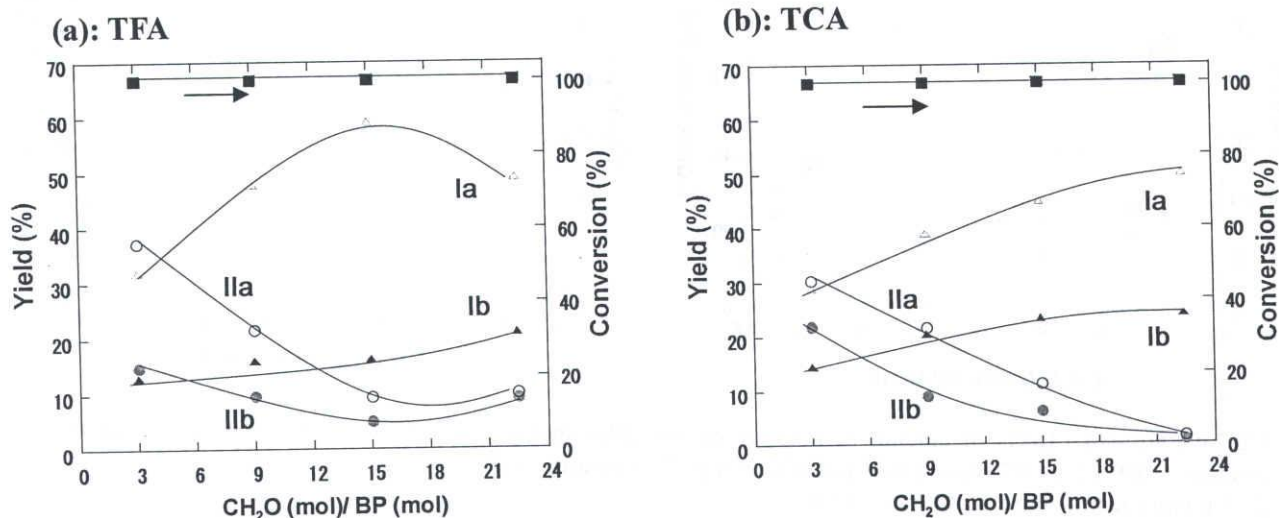 (a): TFA
70
60
50
40
30
20
10
0
Yield (%)
100
80
60
40
20
0
Conversion (%)
Ia
IIa
Ib
IIb
0 3 6 9 12 15 18 21 24
CH₂O (mol)/ BP (mol)
(b): TCA
70
60
50
40
30
20
10
0
Yield (%)
100
80
60
40
20
0
Conversion (%)
Ia
IIa
Ib
IIb
0 3 6 9 12 15 18 21 24
CH₂O (mol)/ BP (mol)